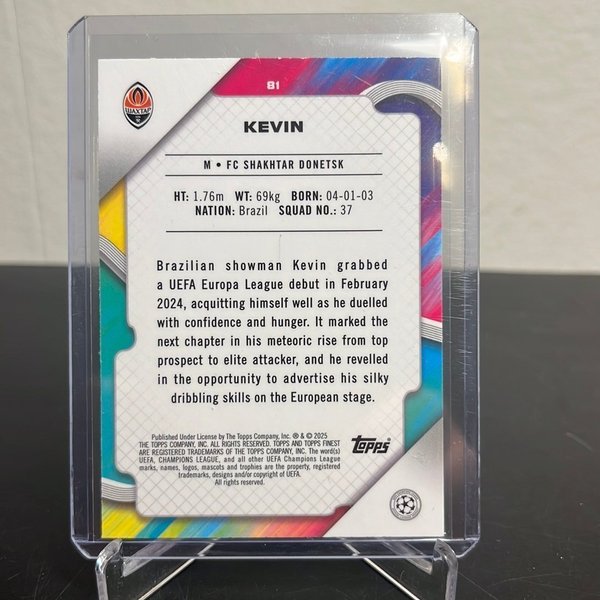 81
ШАХТАР
KEVIN
M • FC SHAKHTAR DONETSK
HT: 1.76m WT: 69kg BORN: 04-01-03
NATION: Brazil SQUAD NO.: 37
Brazilian showman Kevin grabbed
a UEFA Europa League debut in February
2024, acquitting himself well as he duelled
with confidence and hunger. It marked the
next chapter in his meteoric rise from top
prospect to elite attacker, and he revelled
in the opportunity to advertise his silky
dribbling skills on the European stage.
Published Under License by The Topps Company, Inc. ® & © 2025
THE TOPPS COMPANY, INC. ALL RIGHTS RESERVED. TOPPS AND TOPPS FINEST
ARE REGISTERED TRADEMARKS OF THE TOPPS COMPANY, INC. The word(s)
UEFA, CHAMPIONS LEAGUE, and all other UEFA Champions League
marks, names, logos, mascots and trophies are the property, registered
trademarks, designs and/or copyright of UEFA.
All rights reserved.
TOPPS